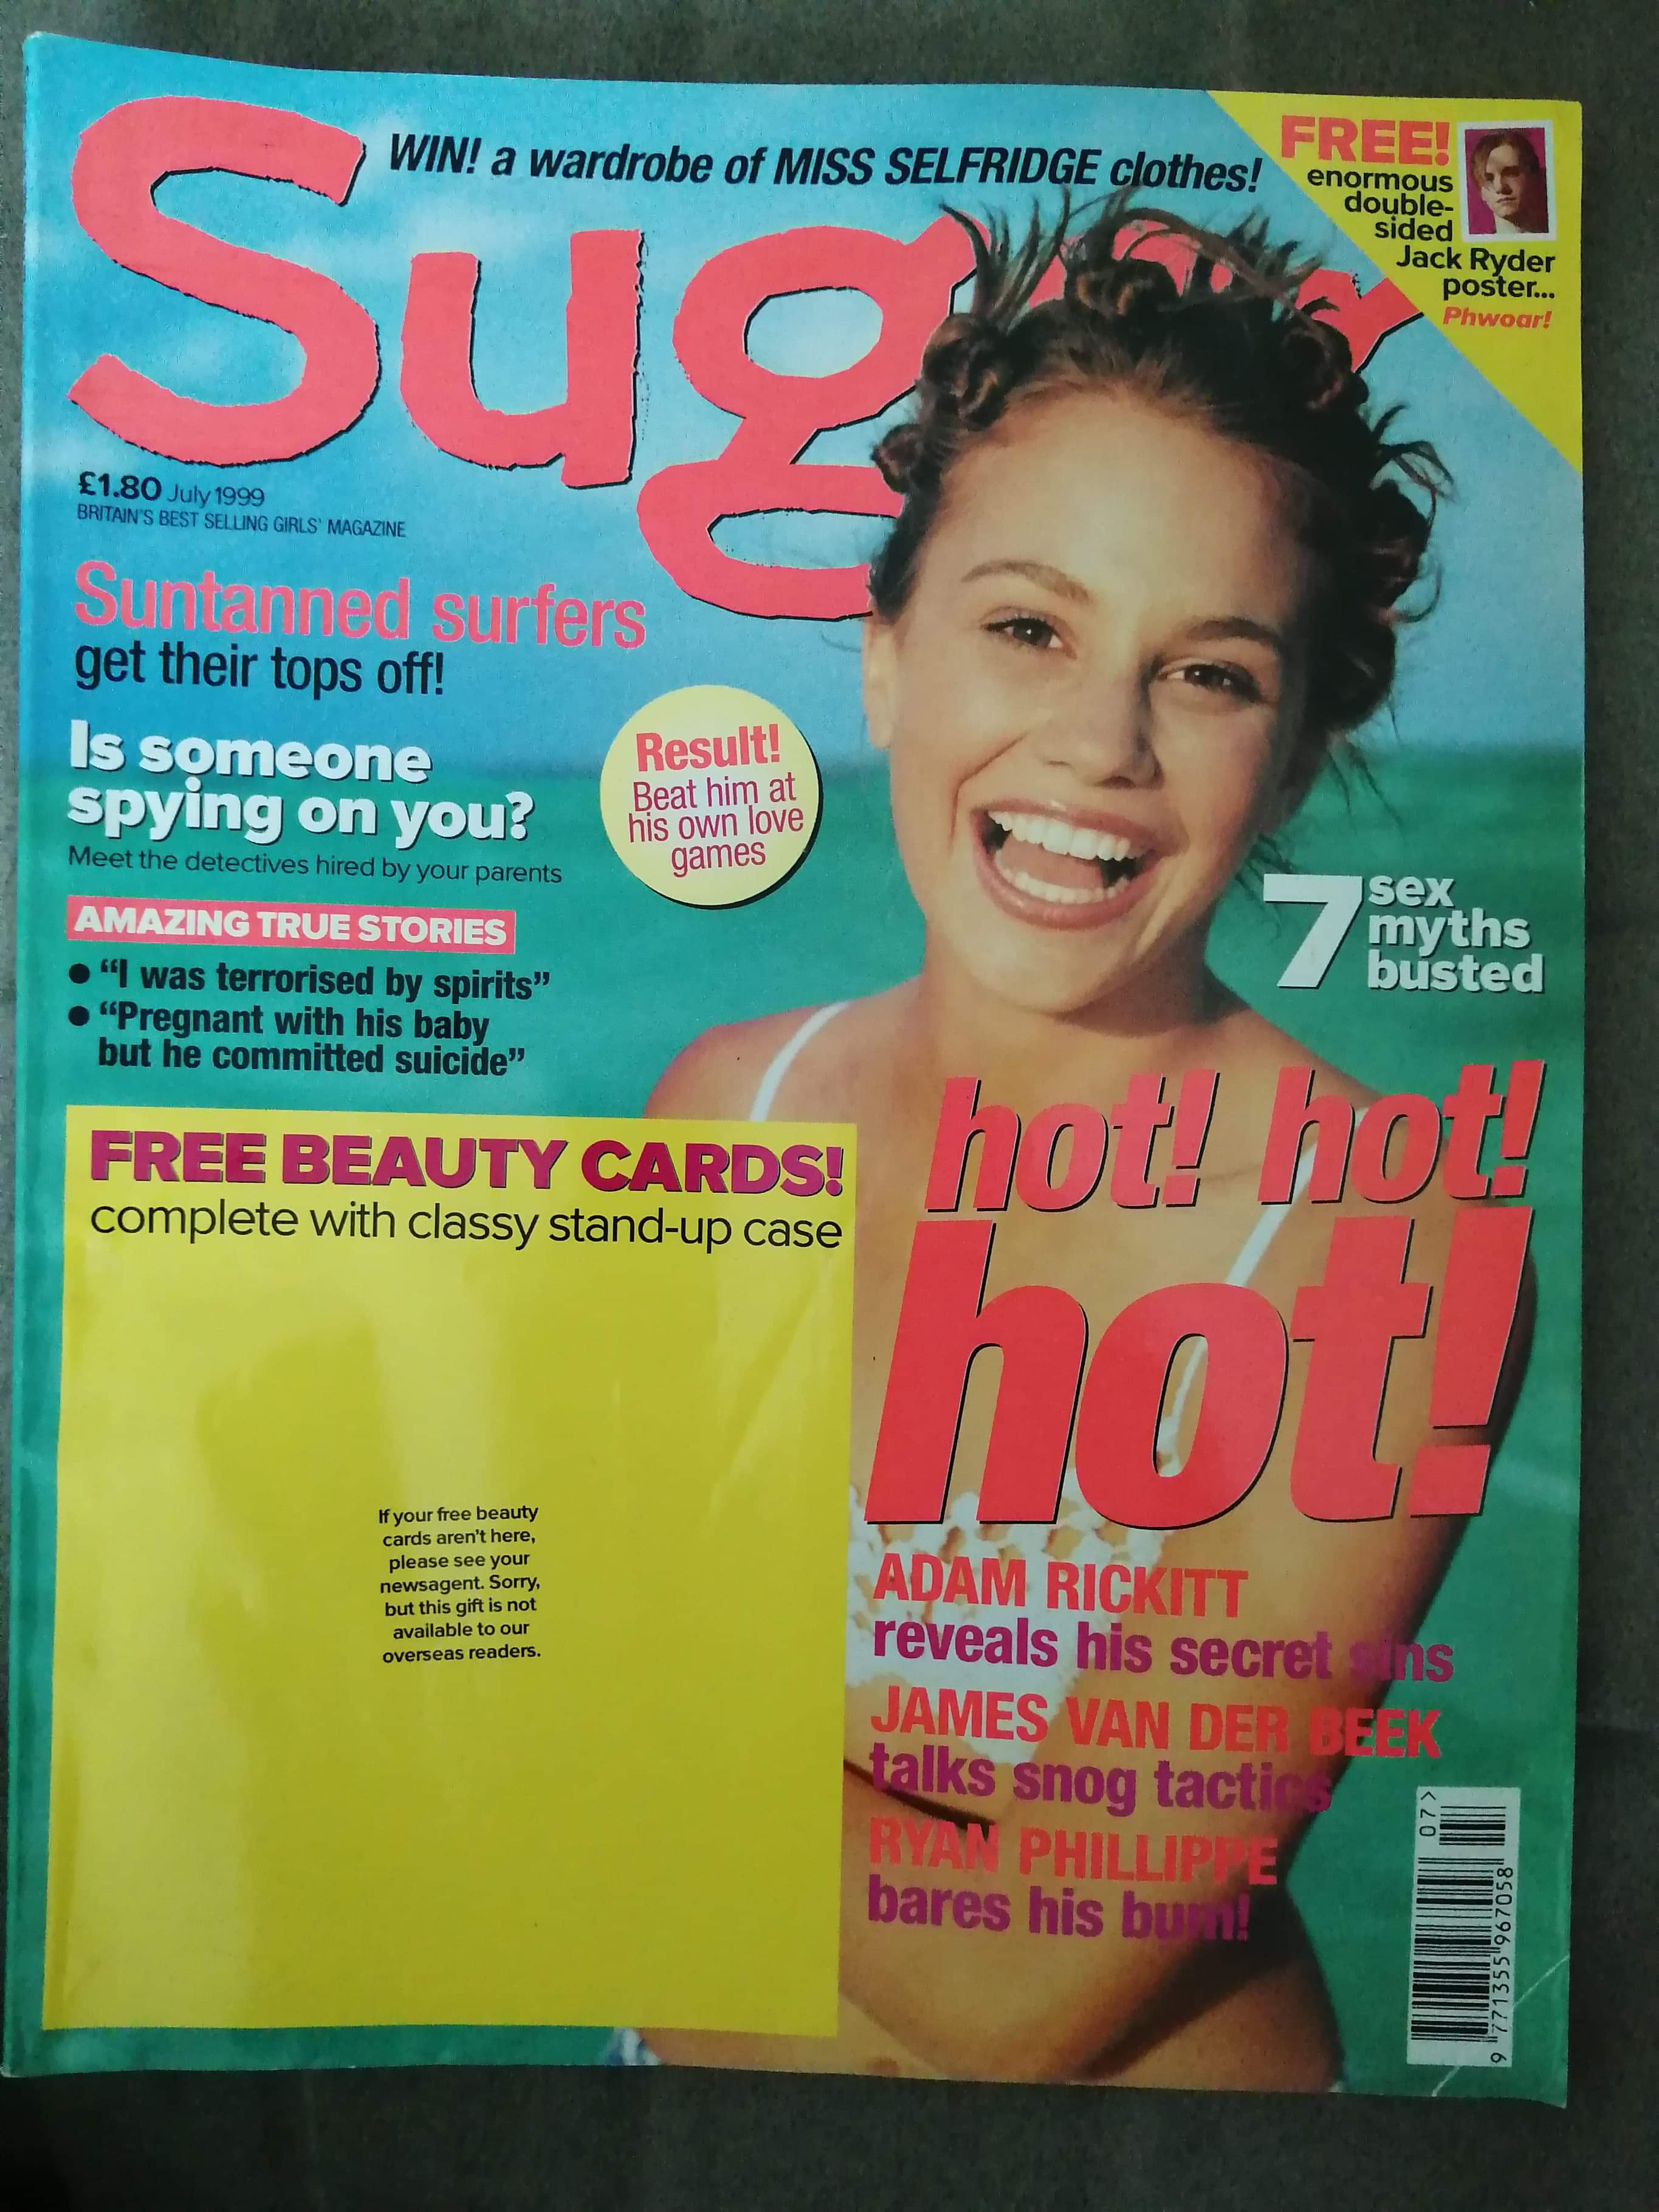 WIN! a wardrobe of MISS SELFRIDGE clothes!
FREE!
enormous
double-
sided
Jack Ryder
poster...
Phwoar!
Sugar
£1.80 July 1999
BRITAIN'S BEST SELLING GIRLS' MAGAZINE
Suntanned surfers
get their tops off!
Is someone
spying on you?
Meet the detectives hired by your parents
Result!
Beat him at
his own love
games
AMAZING TRUE STORIES
● “I was terrorised by spirits”
● “Pregnant with his baby
but he committed suicide”
7 sex
myths
busted
FREE BEAUTY CARDS!
complete with classy stand-up case
If your free beauty
cards aren't here,
please see your
newsagent. Sorry,
but this gift is not
available to our
overseas readers.
hot! hot!
hot!
ADAM RICKITT
reveals his secret sins
JAMES VAN DER BEEK
talks snog tactics
RYAN PHILLIPPE
bares his bum!
07>
9 771355 967058